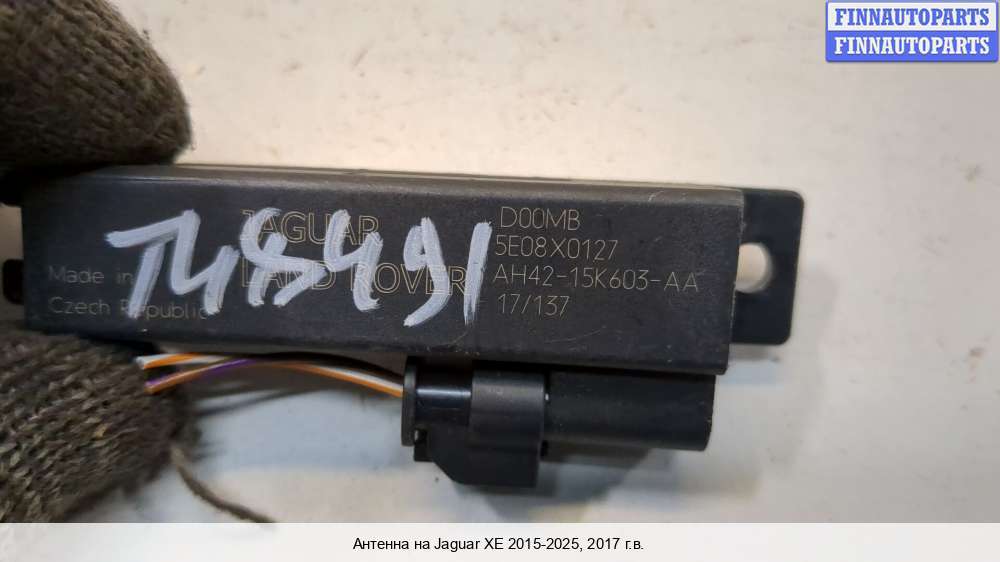 FINNAUTOPARTS
FINNAUTOPARTS
JAGUAR
LAND ROVER
Made in
Czech Republic
T48491
D00MB
5E08X0127
AH42-15K603-AA
17/137
Антенна на Jaguar XE 2015-2025, 2017 г.в.